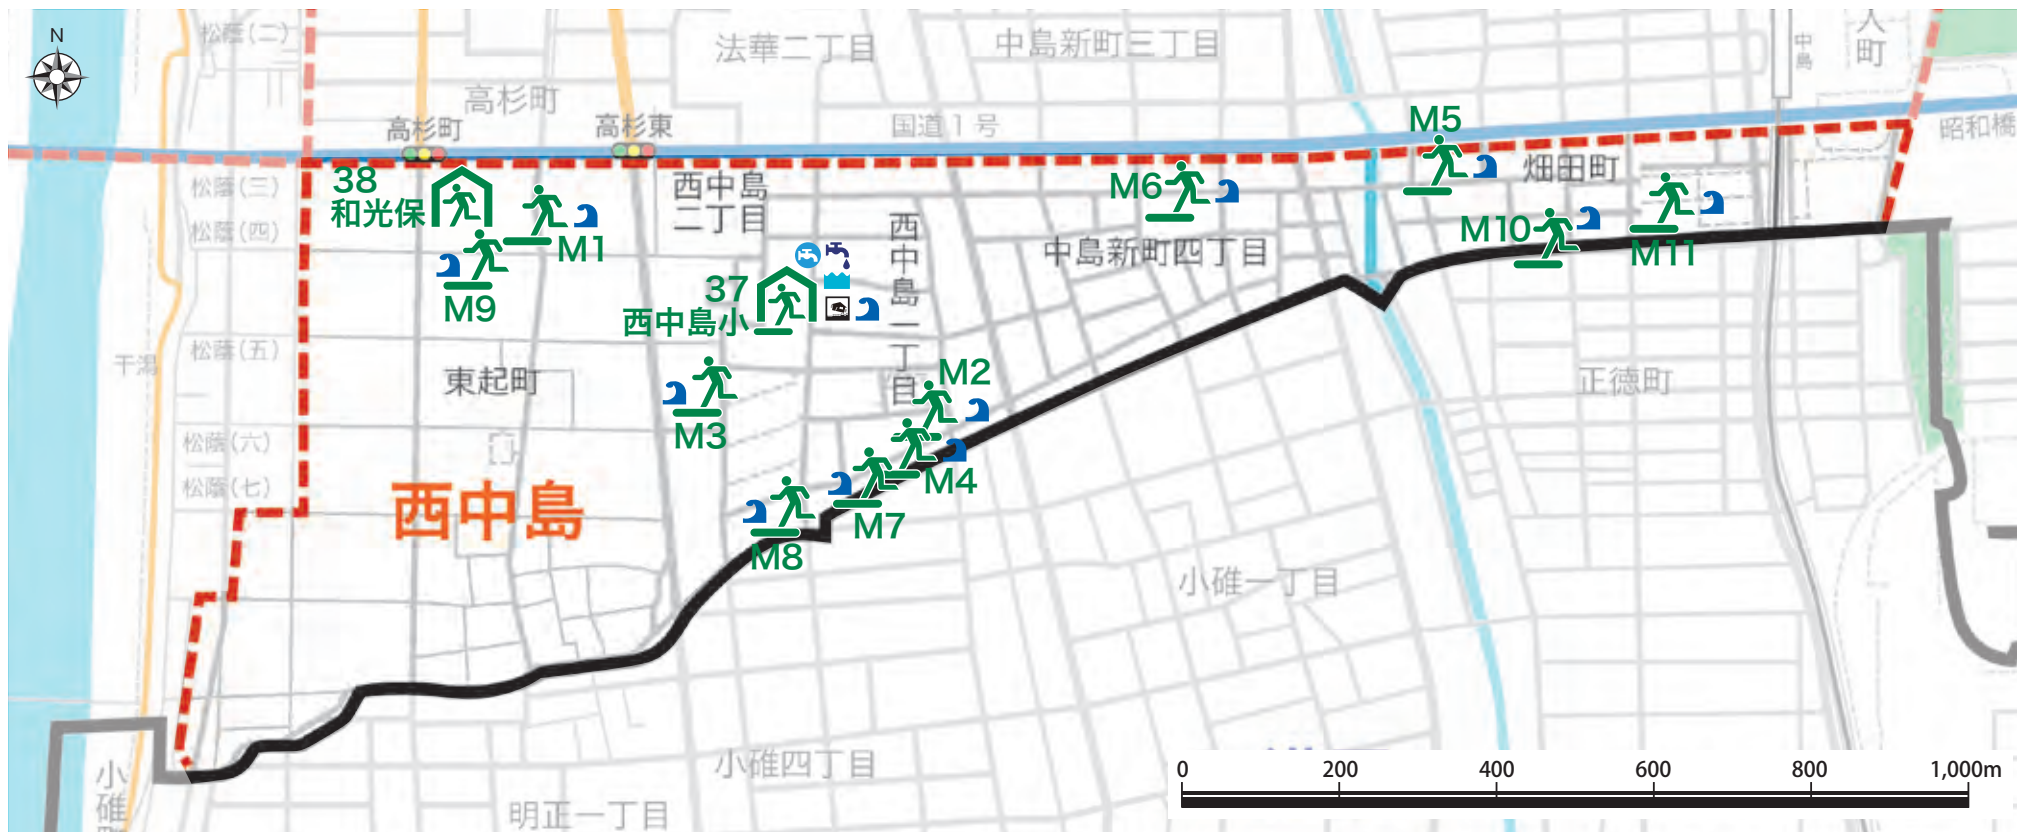 N
松蔭(二)
法華二丁目
中島新町三丁目
中島
高杉町
高杉町
高杉東
国道1号
M5
昭和橋
松蔭(三)
38
和光保
西中島
二丁目
M6
畑田町
松蔭(四)
M1
西中島一丁目
中島新町四丁目
M10
M11
M9
37
西中島小
松蔭(五)
干潟
東起町
M2
正徳町
M3
松蔭(六)
松蔭(七)
西中島
M4
M7
M8
小碓一丁目
小碓四丁目
小碓町
明正一丁目
0
200
400
600
800
1,000m